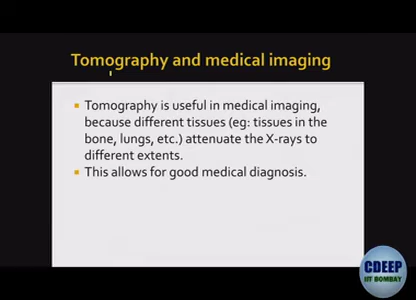 Tomography and medical imaging
Tomography is useful in medical imaging,
because different tissues (eg: tissues in the
bone, lungs, etc.) attenuate the X-rays to
different extents.
This allows for good medical diagnosis.
CDEEP
IIT BOMBAY